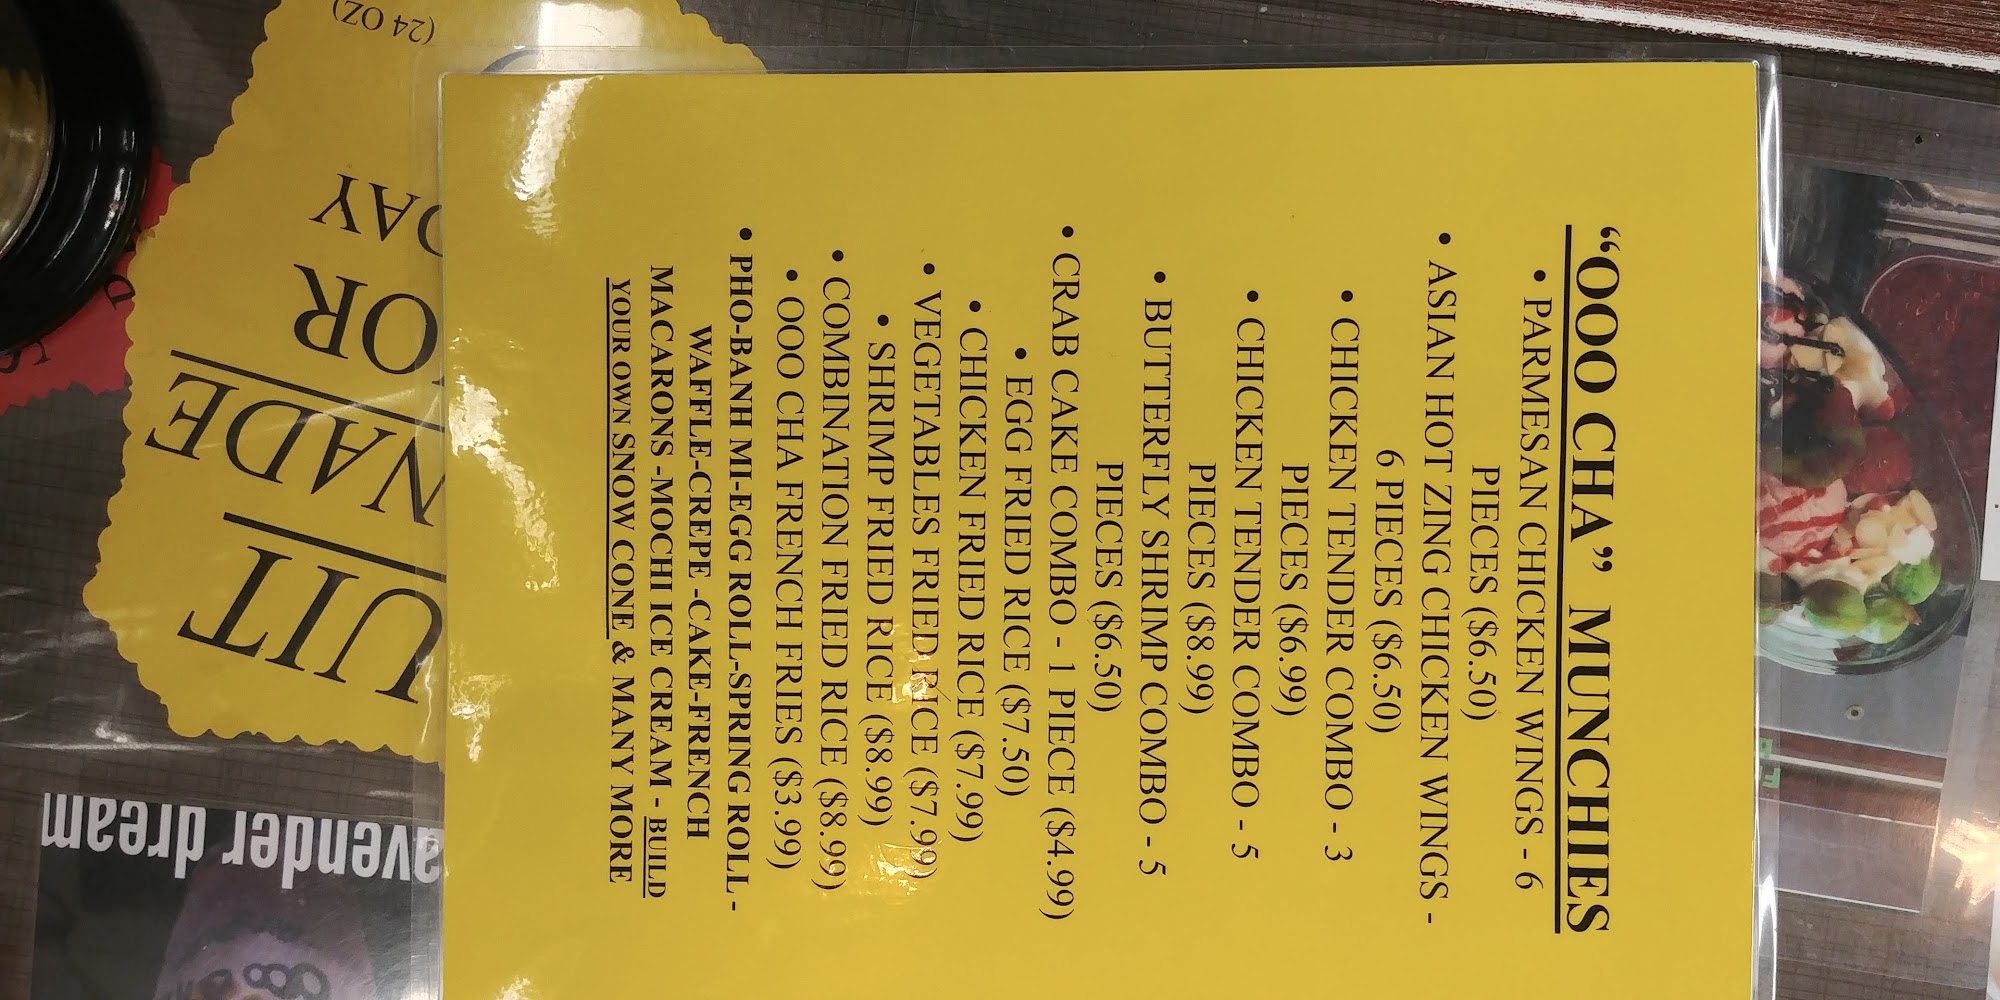 "OOO CHA" MUNCHIES
• PARMESAN CHICKEN WINGS - 6
PIECES ($6.50)
• ASIAN HOT ZING CHICKEN WINGS -
6 PIECES ($6.50)
• CHICKEN TENDER COMBO - 3
PIECES ($6.99)
• CHICKEN TENDER COMBO - 5
PIECES ($8.99)
• BUTTERFLY SHRIMP COMBO - 5
PIECES ($6.50)
• CRAB CAKE COMBO - 1 PIECE ($4.99)
• EGG FRIED RICE ($7.50)
• CHICKEN FRIED RICE ($7.99)
• VEGETABLES FRIED RICE ($7.99)
• SHRIMP FRIED RICE ($8.99)
• COMBINATION FRIED RICE ($8.99)
• OOO CHA FRENCH FRIES ($3.99)
• PHO-BANH MI-EGG ROLL-SPRING ROLL -
WAFFLE-CREPE -CAKE-FRENCH
MACARONS -MOCHI ICE CREAM - BUILD
YOUR OWN SNOW CONE & MANY MORE
UIT
NADE
OR
DAY
(24 OZ)
avender dream